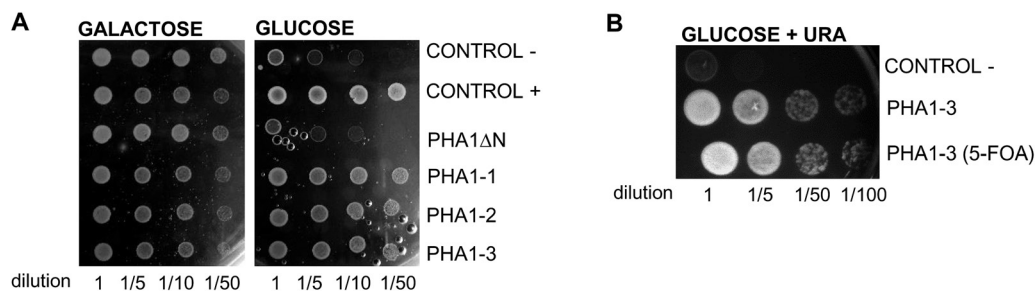 A
GALACTOSE
GLUCOSE
CONTROL -
CONTROL +
PHA1ΔN
PHA1-1
PHA1-2
PHA1-3
dilution 1 1/5 1/10 1/50 1 1/5 1/10 1/50
B
GLUCOSE + URA
CONTROL -
PHA1-3
PHA1-3 (5-FOA)
dilution 1 1/5 1/50 1/100